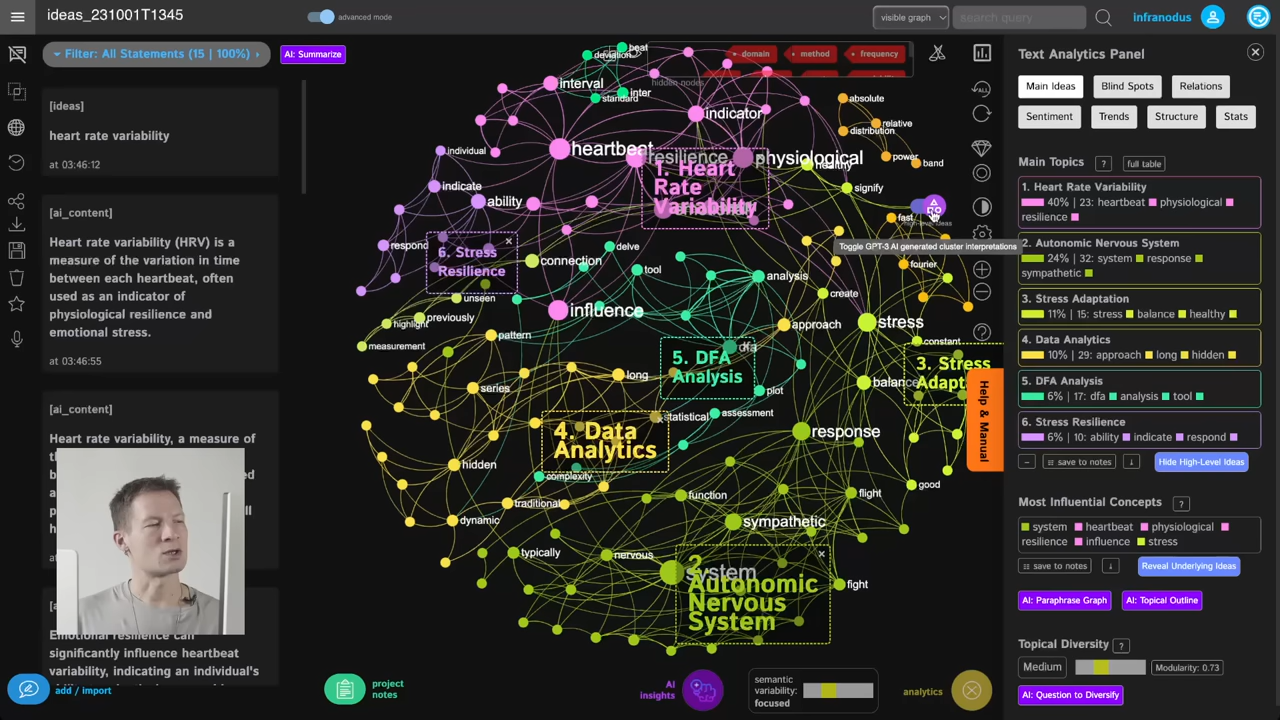 ideas_231001T1345
advanced mode
visible graph
search query
infranodus
Filter: All Statements (15 | 100%)
AI: Summarize
[ideas]
heart rate variability
at 03:46:12
[ai_content]
Heart rate variability (HRV) is a
measure of the variation in time
between each heartbeat, often
used as an indicator of
physiological resilience and
emotional stress.
at 03:46:55
[ai_content]
Heart rate variability, a measure of
Emotional resilience can
significantly influence heartbeat
variability, indicating an individual's
add / import
beat
deviation
inter
standard
interval
domain
method
frequency
hidden nodes
indicator
heartbeat
resilience
physiological
healthy
absolute
relative
distribution
power
band
individual
indicate
ability
respond
signify
fast
fourier
high-level ideas
Toggle GPT-3 AI generated cluster interpretations
1. Heart
Rate
Variability
6. Stress
Resilience
connection
delve
tool
analysis
create
unseen
previously
highlight
measurement
influence
pattern
approach
stress
constant
series
long
dfa
5. DFA
Analysis
3. Stress
Adapt
balance
plot
statistical
assessment
4. Data
Analytics
response
hidden
complexity
traditional
dynamic
function
flight
good
sympathetic
typically
nervous
system
fight
2.
Autonomic
Nervous
System
Help & Manual
project
notes
AI
insights
semantic
variability:
focused
analytics
Text Analytics Panel
Main Ideas
Blind Spots
Relations
Sentiment
Trends
Structure
Stats
Main Topics
?
full table
1. Heart Rate Variability
40% | 23: heartbeat physiological
resilience
2. Autonomic Nervous System
24% | 32: system response
sympathetic
3. Stress Adaptation
11% | 15: stress balance healthy
4. Data Analytics
10% | 29: approach long hidden
5. DFA Analysis
6% | 17: dfa analysis tool
6. Stress Resilience
6% | 10: ability indicate respond
save to notes
Hide High-Level Ideas
Most Influential Concepts
?
system heartbeat physiological
resilience influence stress
save to notes
Reveal Underlying Ideas
AI: Paraphrase Graph
AI: Topical Outline
Topical Diversity
?
Medium
Modularity: 0.73
AI: Question to Diversify